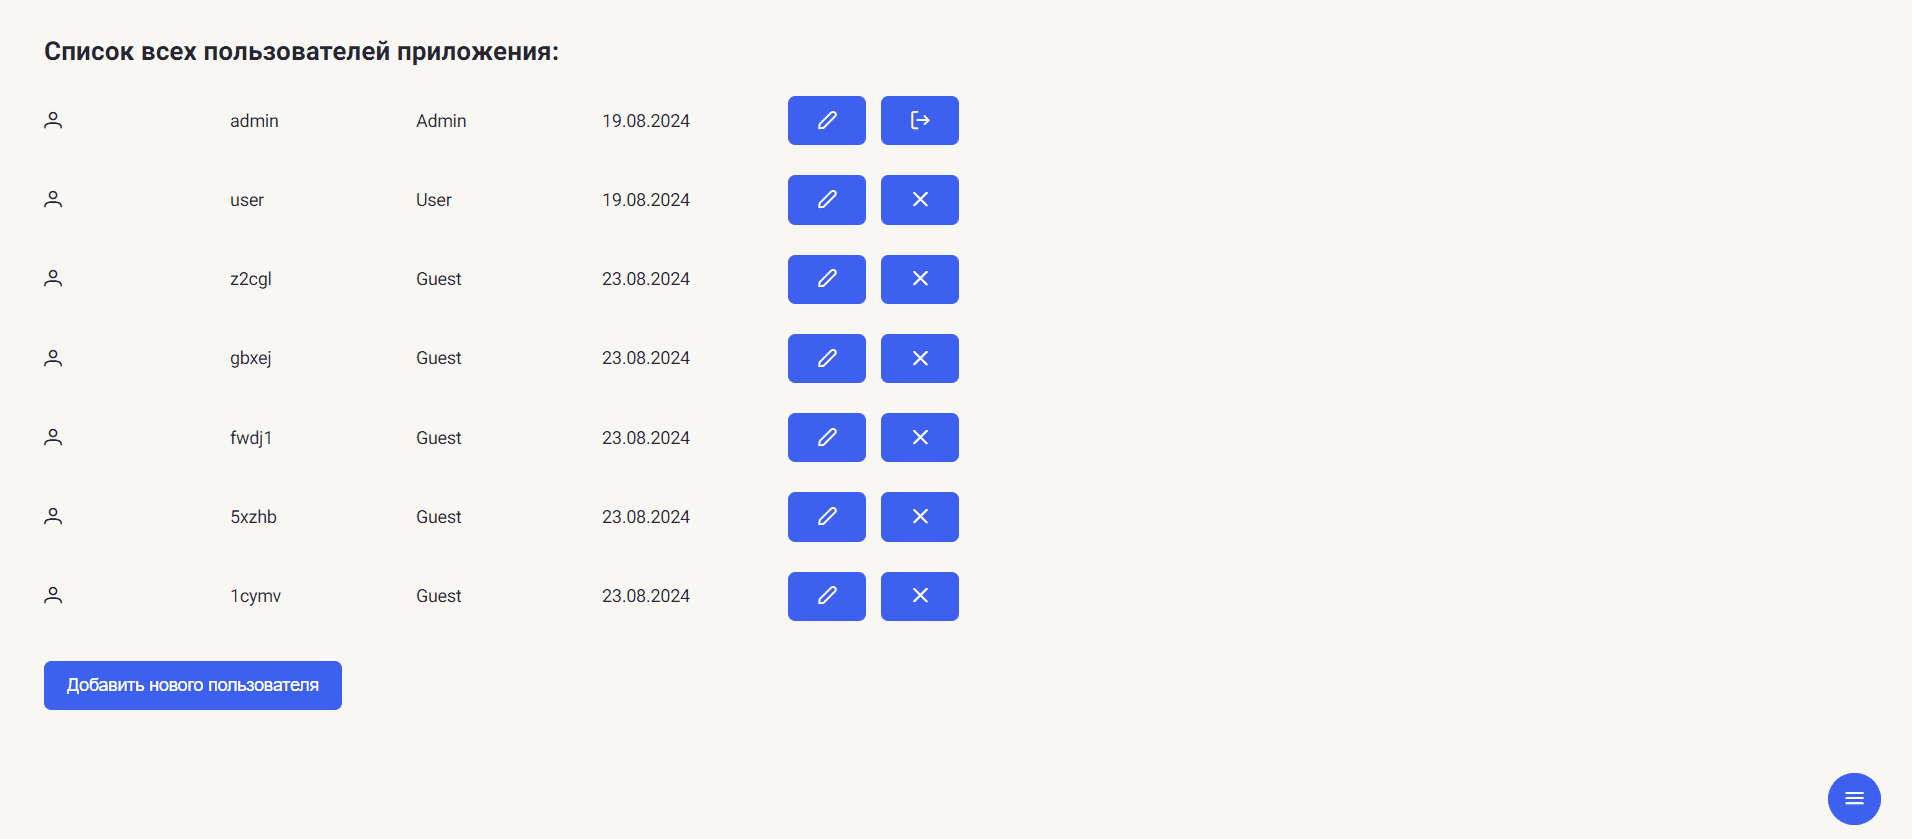 Список всех пользователей приложения:
admin Admin 19.08.2024
user User 19.08.2024
z2cgl Guest 23.08.2024
gbxej Guest 23.08.2024
fwdj1 Guest 23.08.2024
5xzhb Guest 23.08.2024
1cymv Guest 23.08.2024
Добавить нового пользователя